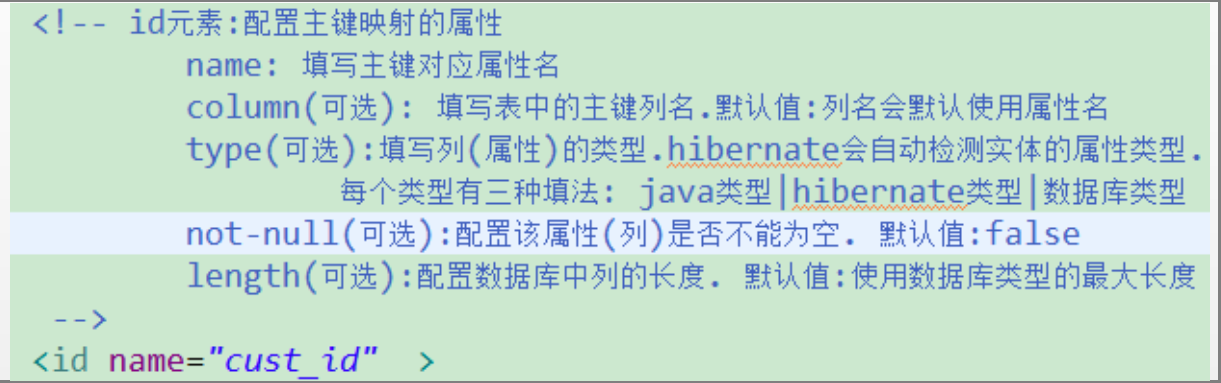 <!-- id元素:配置主键映射的属性
name: 填写主键对应属性名
column(可选): 填写表中的主键列名.默认值:列名会默认使用属性名
type(可选):填写列(属性)的类型.hibernate会自动检测实体的属性类型.
每个类型有三种填法: java类型|hibernate类型|数据库类型
not-null(可选):配置该属性(列)是否不能为空. 默认值:false
length(可选):配置数据库中列的长度. 默认值:使用数据库类型的最大长度
-->
<id name="cust_id" >